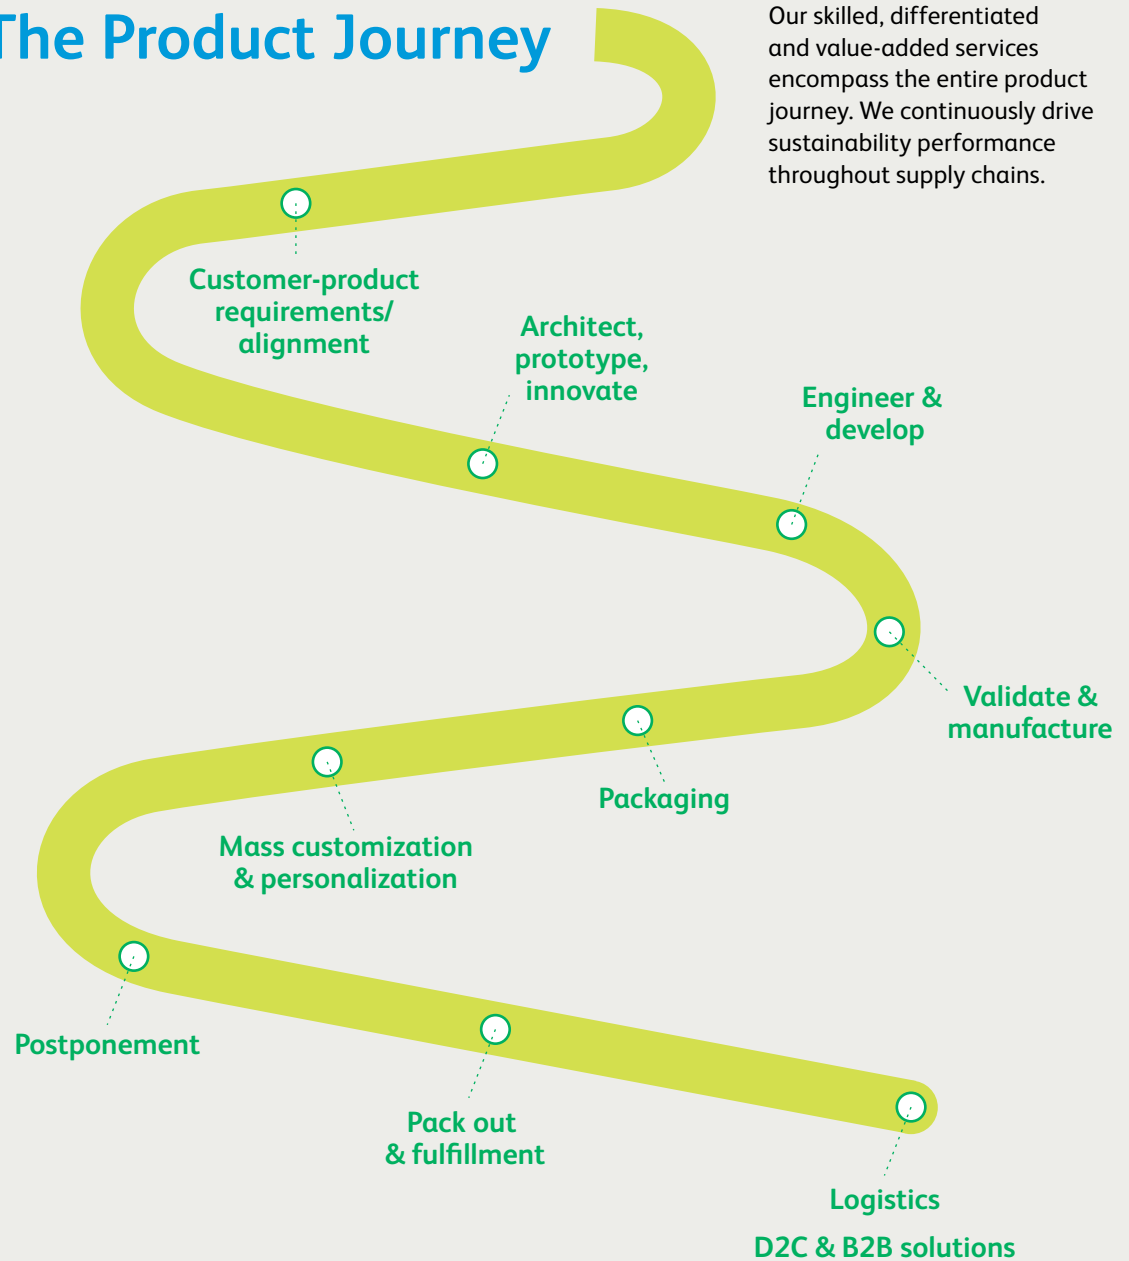 The Product Journey
Our skilled, differentiated
and value-added services
encompass the entire product
journey. We continuously drive
sustainability performance
throughout supply chains.
Customer-product
requirements/
alignment
Architect,
prototype,
innovate
Engineer &
develop
Validate &
manufacture
Packaging
Mass customization
& personalization
Postponement
Pack out
& fulfillment
Logistics
D2C & B2B solutions